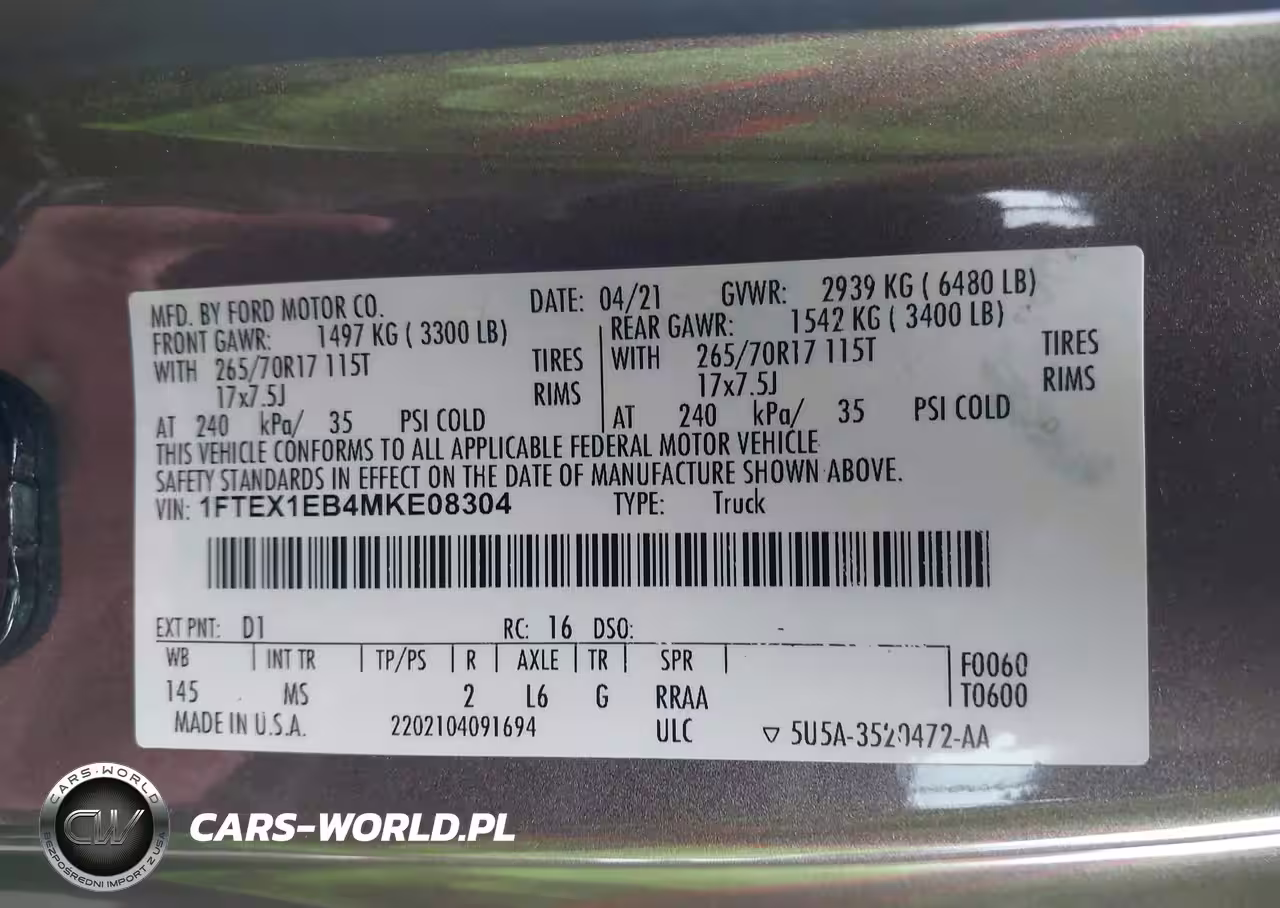 MFD. BY FORD MOTOR CO. DATE: 04/21 GVWR: 2939 KG ( 6480 LB)
FRONT GAWR: 1497 KG ( 3300 LB) REAR GAWR: 1542 KG ( 3400 LB)
WITH 265/70R17 115T TIRES WITH 265/70R17 115T TIRES
17x7.5J RIMS 17x7.5J RIMS
AT 240 kPa/ 35 PSI COLD AT 240 kPa/ 35 PSI COLD
THIS VEHICLE CONFORMS TO ALL APPLICABLE FEDERAL MOTOR VEHICLE
SAFETY STANDARDS IN EFFECT ON THE DATE OF MANUFACTURE SHOWN ABOVE.
VIN: 1FTEX1EB4MKE08304 TYPE: Truck
EXT PNT: D1 RC: 16 DSO:
WB INT TR TP/PS R AXLE TR SPR F0060
145 MS 2 L6 G RRAA T0600
MADE IN U.S.A. 2202104091694 ULC ▽ 5U5A-3520472-AA
CARS-WORLD
CW
BEZPOŚREDNI IMPORT Z USA
CARS-WORLD.PL